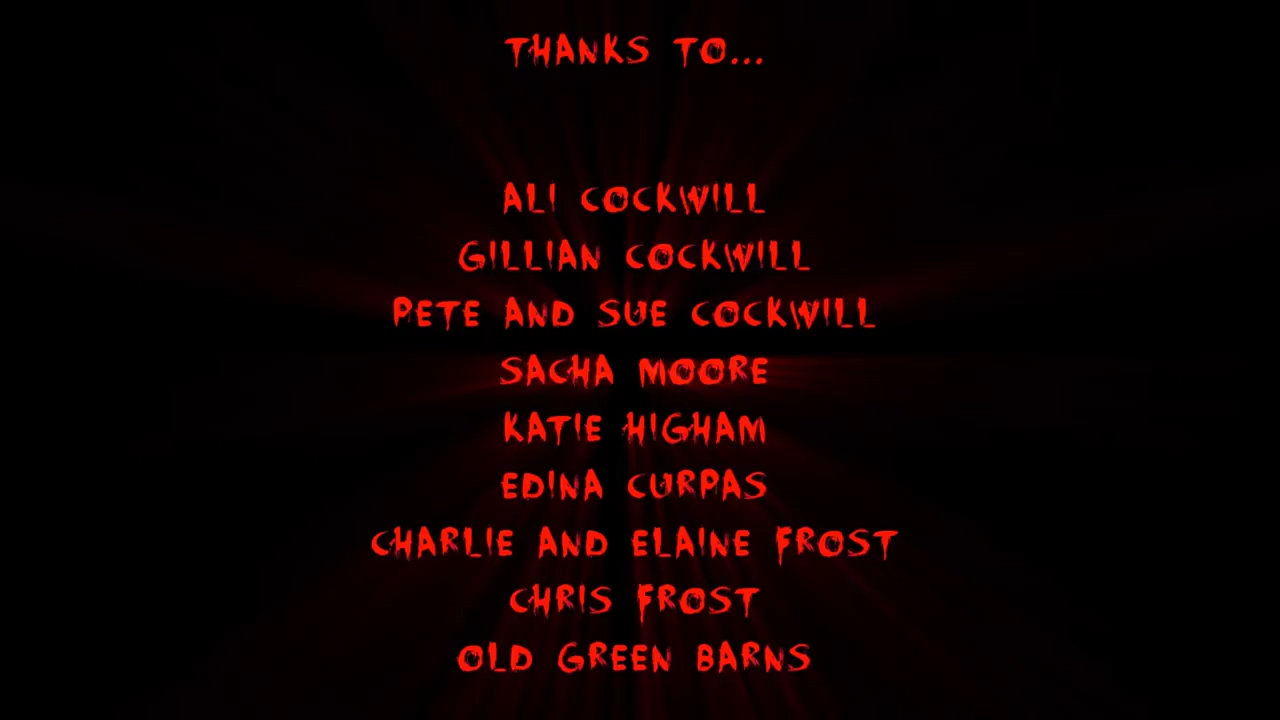 THANKS TO...
ALI COCKWILL
GILLIAN COCKWILL
PETE AND SUE COCKWILL
SACHA MOORE
KATIE HIGHAM
EDINA CURPAS
CHARLIE AND ELAINE FROST
CHRIS FROST
OLD GREEN BARNS